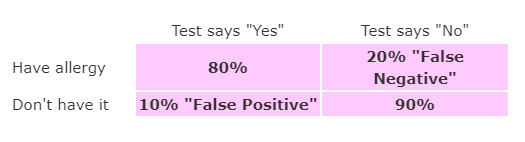 Test says "Yes" Test says "No"
Have allergy 80% 20% "False
Negative"
Don't have it 10% "False Positive" 90%